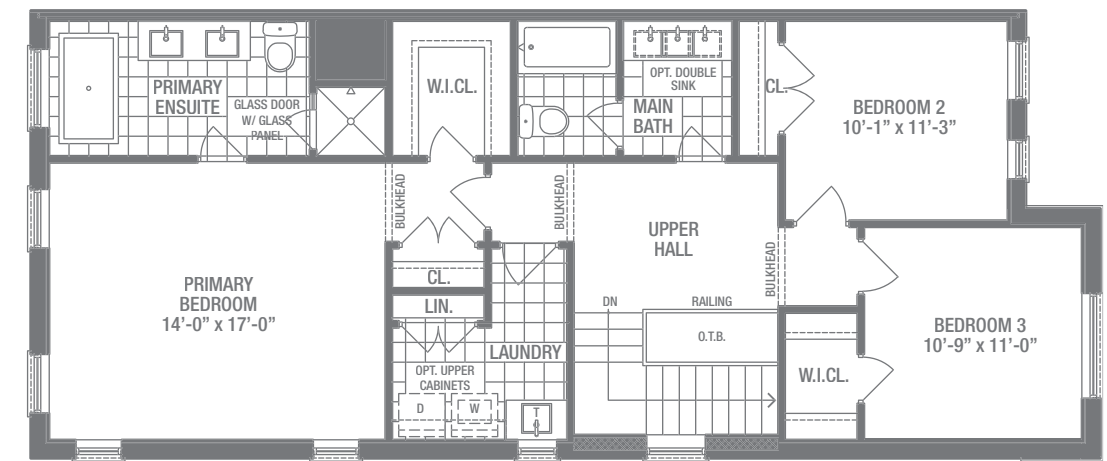 PRIMARY
ENSUITE
GLASS DOOR
W/ GLASS
PANEL
W.I.CL.
OPT. DOUBLE
SINK
MAIN
BATH
CL.
BEDROOM 2
10’-1” x 11’-3”
BULKHEAD
BULKHEAD
UPPER
HALL
BULKHEAD
PRIMARY
BEDROOM
14’-0” x 17’-0”
CL.
LIN.
LAUNDRY
OPT. UPPER
CABINETS
D
W
T
DN
RAILING
O.T.B.
W.I.CL.
BEDROOM 3
10’-9” x 11’-0”